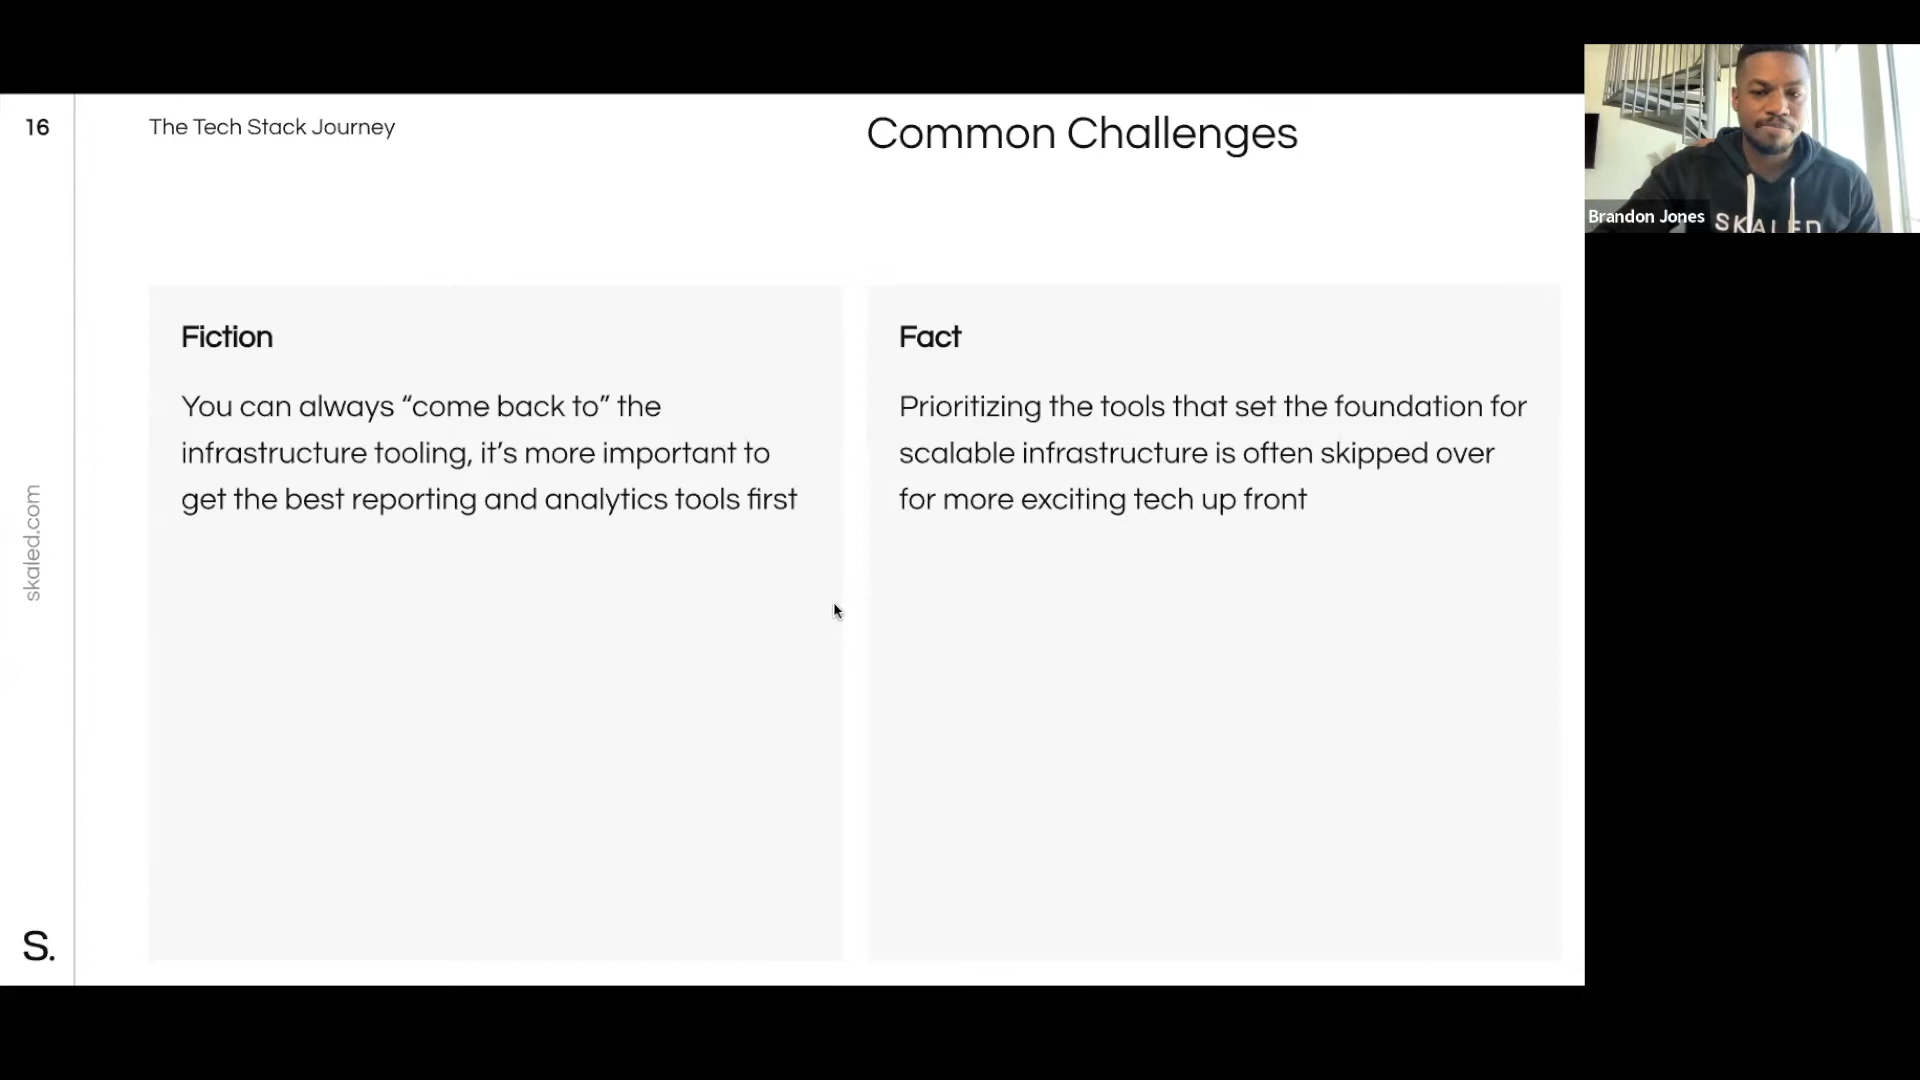 16
The Tech Stack Journey
Common Challenges
Fiction
You can always “come back to” the
infrastructure tooling, it’s more important to
get the best reporting and analytics tools first
Fact
Prioritizing the tools that set the foundation for
scalable infrastructure is often skipped over
for more exciting tech up front
skaled.com
S.
Brandon Jones
SKALED